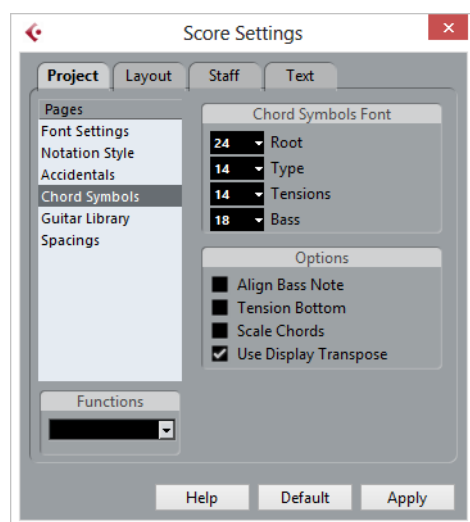 Score Settings
Project Layout Staff Text
Pages
Font Settings
Notation Style
Accidentals
Chord Symbols
Guitar Library
Spacings
Functions
Chord Symbols Font
24 Root
14 Type
14 Tensions
18 Bass
Options
Align Bass Note
Tension Bottom
Scale Chords
Use Display Transpose
Help Default Apply